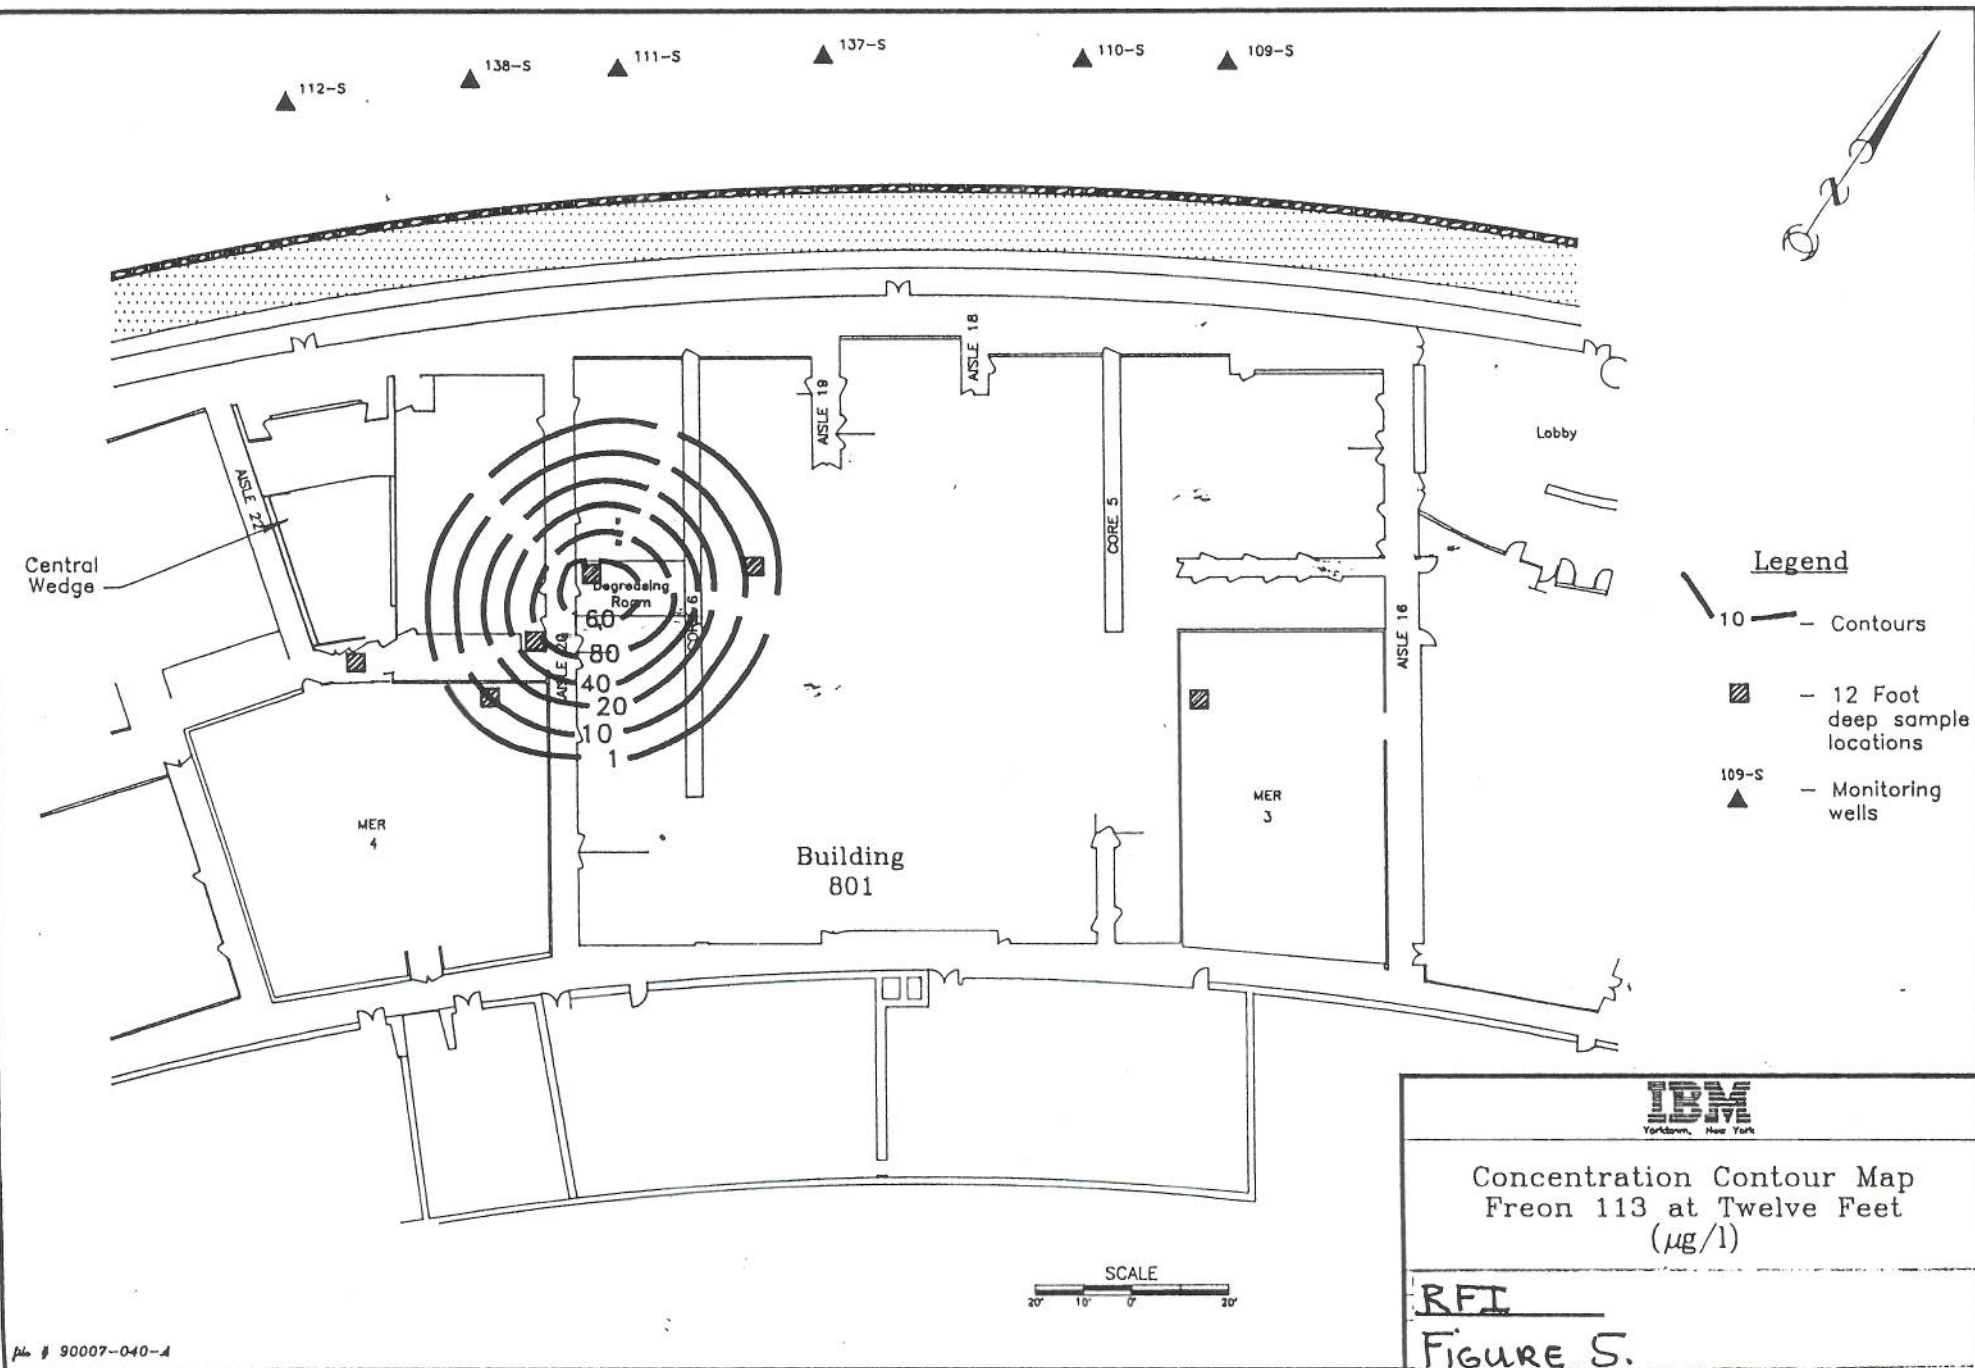 112-S
138-S
111-S
137-S
110-S
109-S
AISLE 18
AISLE 19
AISLE 22
Lobby
CORE 5
Central
Wedge
Degreasing
Room
60
80
40
20
10
1
AISLE 20
AISLE 16
Legend
10 — Contours
— 12 Foot
deep sample
locations
109-S
— Monitoring
wells
MER
4
MER
3
Building
801
IBM
Yorktown, New York
Concentration Contour Map
Freon 113 at Twelve Feet
(µg/l)
SCALE
20' 10' 0' 20'
RFI
FIGURE 5.
90007-040-A